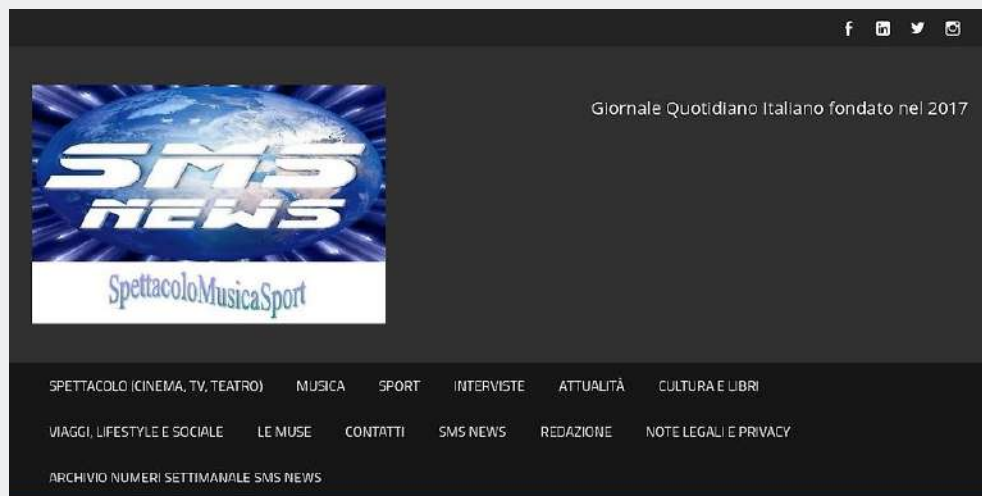 Giornale Quotidiano Italiano fondato nel 2017
SMS
NEWS
SpettacoloMusicaSport
SPETTACOLO (CINEMA, TV, TEATRO) MUSICA SPORT INTERVISTE ATTUALITÀ CULTURA E LIBRI
VIAGGI, LIFESTYLE E SOCIALE LE MUSE CONTATTI SMS NEWS REDAZIONE NOTE LEGALI E PRIVACY
ARCHIVIO NUMERI SETTIMANALE SMS NEWS